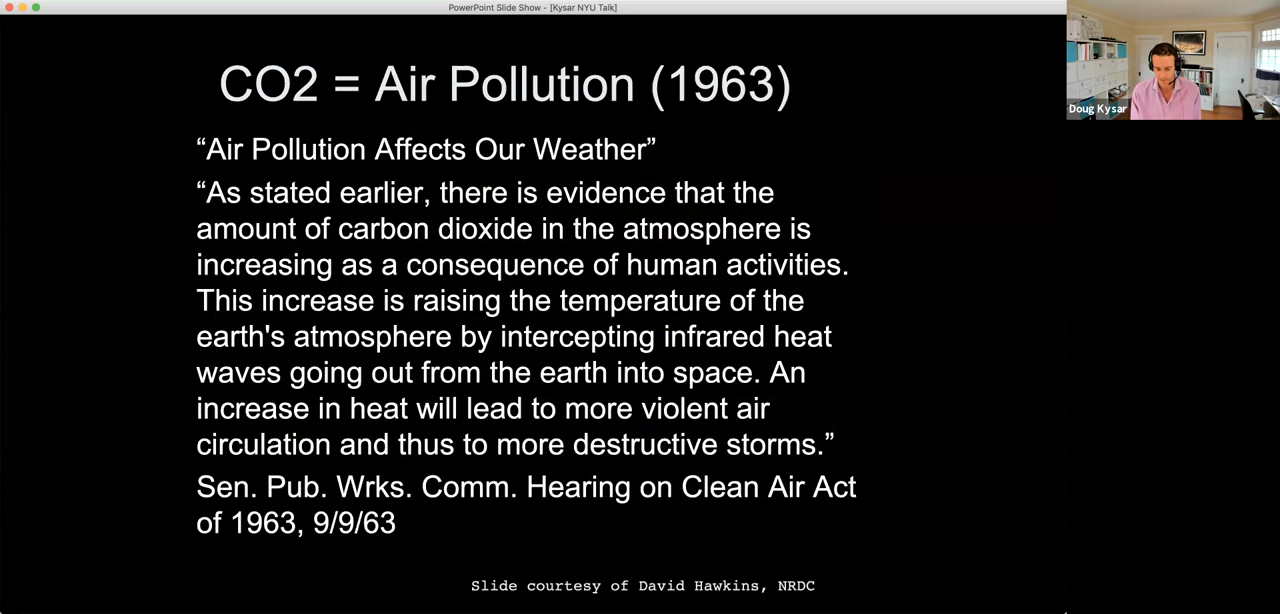 PowerPoint Slide Show - [Kysar NYU Talk]
CO2 = Air Pollution (1963)
“Air Pollution Affects Our Weather”
“As stated earlier, there is evidence that the
amount of carbon dioxide in the atmosphere is
increasing as a consequence of human activities.
This increase is raising the temperature of the
earth's atmosphere by intercepting infrared heat
waves going out from the earth into space. An
increase in heat will lead to more violent air
circulation and thus to more destructive storms.”
Sen. Pub. Wrks. Comm. Hearing on Clean Air Act
of 1963, 9/9/63
Slide courtesy of David Hawkins, NRDC
Doug Kysar